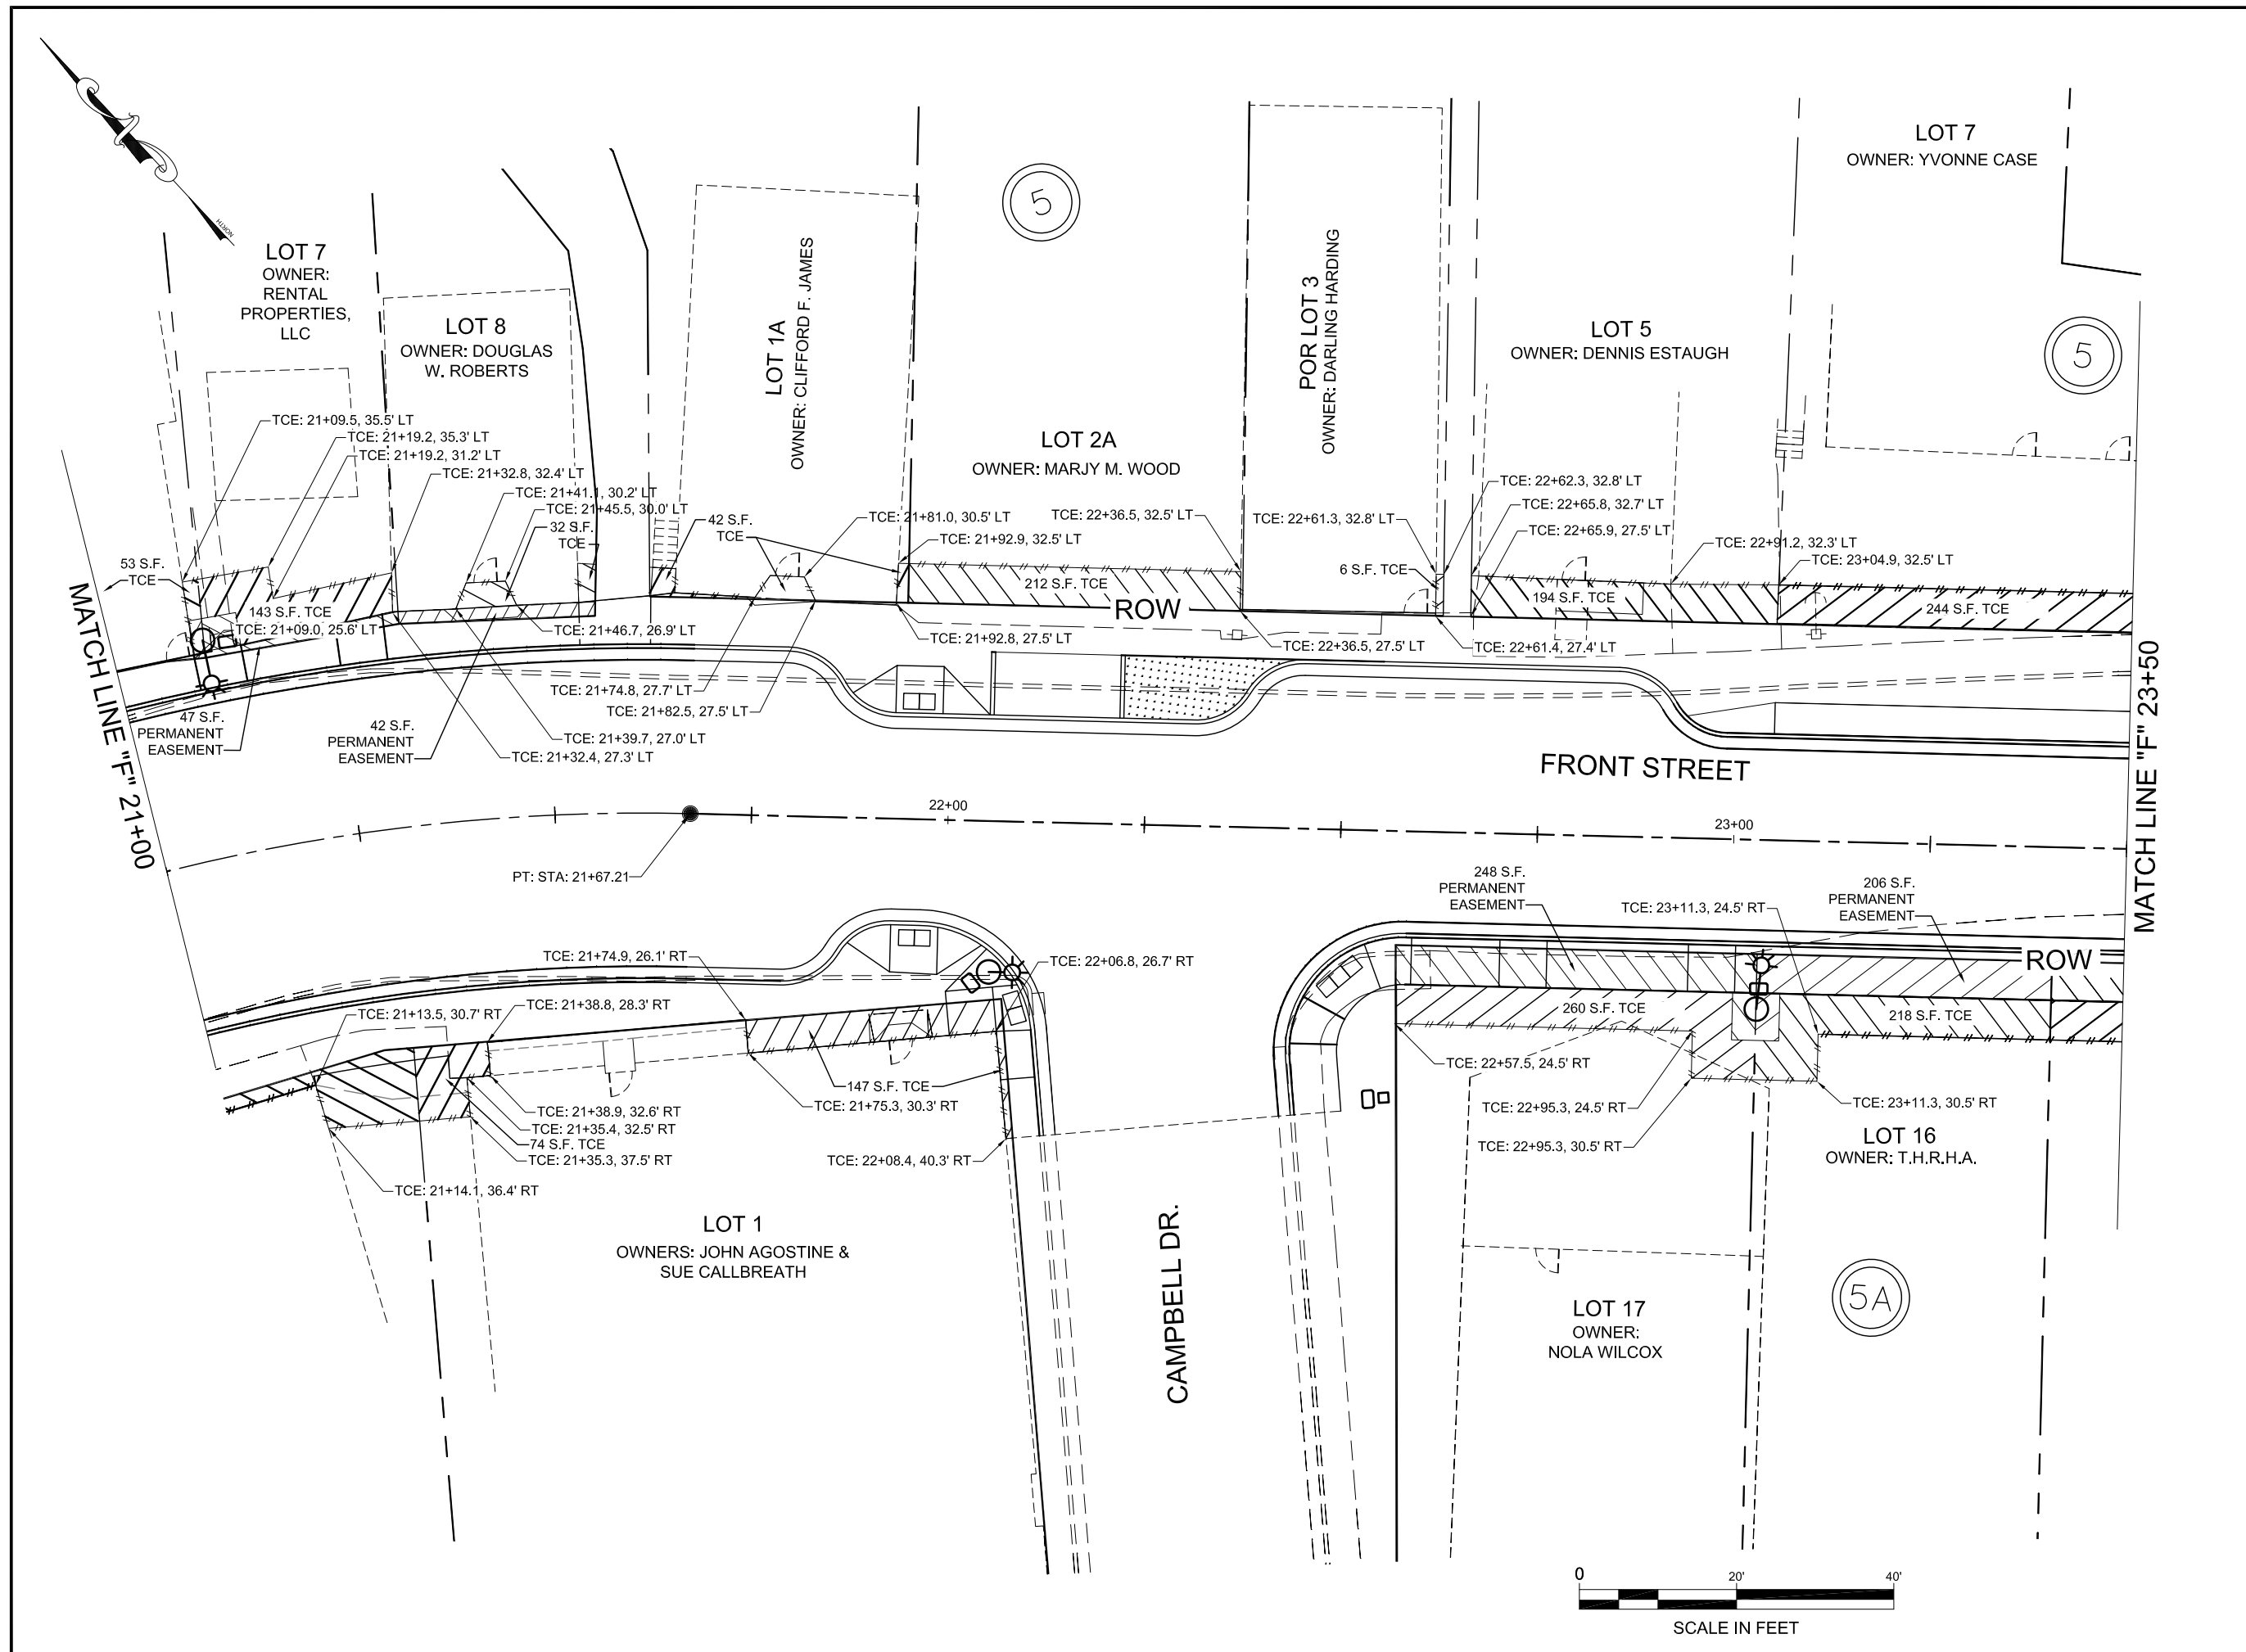 NORTH
LOT 7
OWNER:
RENTAL
PROPERTIES,
LLC
LOT 8
OWNER: DOUGLAS
W. ROBERTS
LOT 1A
OWNER: CLIFFORD F. JAMES
5
LOT 2A
OWNER: MARJY M. WOOD
POR LOT 3
OWNER: DARLING HARDING
LOT 5
OWNER: DENNIS ESTAUGH
LOT 7
OWNER: YVONNE CASE
5
TCE: 21+09.5, 35.5' LT
TCE: 21+19.2, 35.3' LT
TCE: 21+19.2, 31.2' LT
TCE: 21+32.8, 32.4' LT
TCE: 21+41.1, 30.2' LT
TCE: 21+45.5, 30.0' LT
32 S.F.
TCE
42 S.F.
TCE
TCE: 21+81.0, 30.5' LT
TCE: 21+92.9, 32.5' LT
TCE: 22+36.5, 32.5' LT
TCE: 22+61.3, 32.8' LT
TCE: 22+62.3, 32.8' LT
TCE: 22+65.8, 32.7' LT
TCE: 22+65.9, 27.5' LT
TCE: 22+91.2, 32.3' LT
TCE: 23+04.9, 32.5' LT
53 S.F.
TCE
143 S.F. TCE
TCE: 21+09.0, 25.6' LT
212 S.F. TCE
ROW
6 S.F. TCE
194 S.F. TCE
244 S.F. TCE
TCE: 21+46.7, 26.9' LT
TCE: 21+92.8, 27.5' LT
TCE: 22+36.5, 27.5' LT
TCE: 22+61.4, 27.4' LT
TCE: 21+74.8, 27.7' LT
TCE: 21+82.5, 27.5' LT
TCE: 21+39.7, 27.0' LT
TCE: 21+32.4, 27.3' LT
47 S.F.
PERMANENT
EASEMENT
42 S.F.
PERMANENT
EASEMENT
MATCH LINE "F" 21+00
MATCH LINE "F" 23+50
FRONT STREET
22+00
23+00
PT: STA: 21+67.21
248 S.F.
PERMANENT
EASEMENT
206 S.F.
PERMANENT
EASEMENT
TCE: 23+11.3, 24.5' RT
ROW
TCE: 21+74.9, 26.1' RT
TCE: 22+06.8, 26.7' RT
TCE: 21+38.8, 28.3' RT
TCE: 21+13.5, 30.7' RT
260 S.F. TCE
218 S.F. TCE
TCE: 22+57.5, 24.5' RT
147 S.F. TCE
TCE: 21+75.3, 30.3' RT
TCE: 21+38.9, 32.6' RT
TCE: 21+35.4, 32.5' RT
74 S.F. TCE
TCE: 21+35.3, 37.5' RT
TCE: 21+14.1, 36.4' RT
TCE: 22+08.4, 40.3' RT
TCE: 22+95.3, 24.5' RT
TCE: 22+95.3, 30.5' RT
TCE: 23+11.3, 30.5' RT
LOT 16
OWNER: T.H.R.H.A.
LOT 1
OWNERS: JOHN AGOSTINE &
SUE CALLBREATH
CAMPBELL DR.
LOT 17
OWNER:
NOLA WILCOX
5A
0
20'
40'
SCALE IN FEET